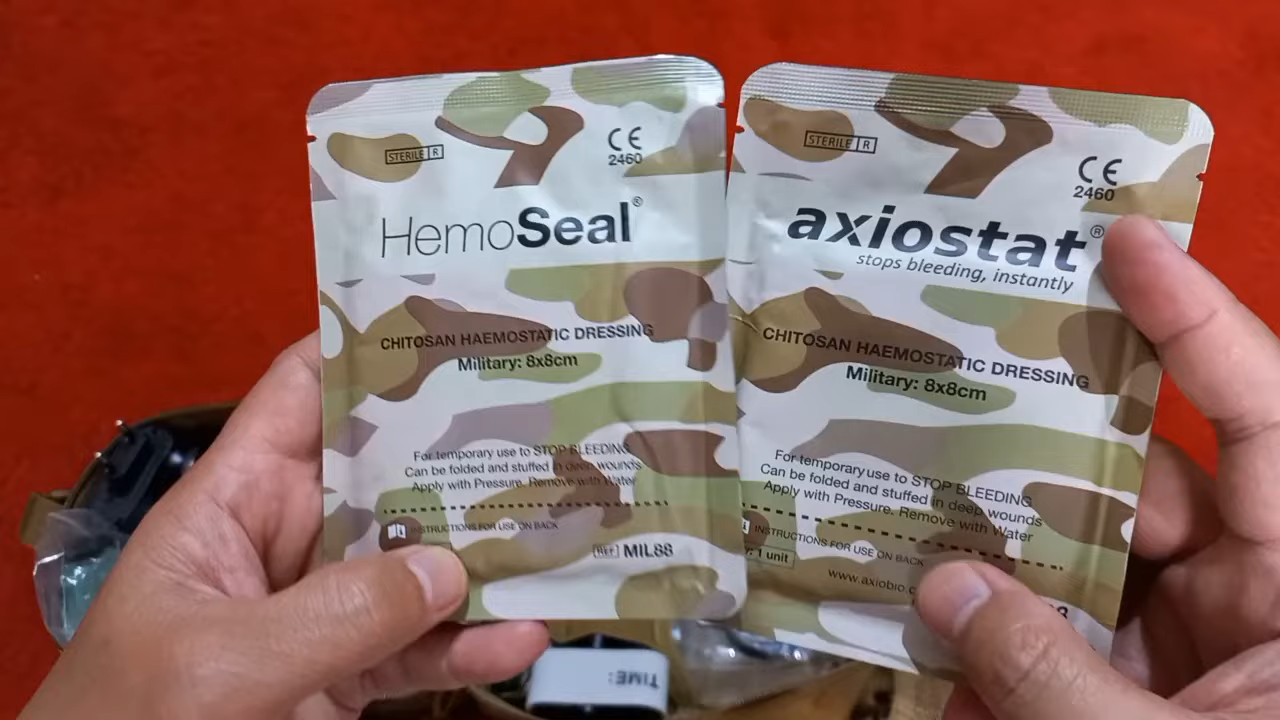 STERILE R
CE
2460
HemoSeal®
CHITOSAN HAEMOSTATIC DRESSING
Military: 8x8cm
For temporary use to STOP BLEEDING
Can be folded and stuffed in deep wounds
Apply with Pressure. Remove with Water
INSTRUCTIONS FOR USE ON BACK
REF MIL88
STERILE R
CE
2460
axiostat®
stops bleeding, instantly
CHITOSAN HAEMOSTATIC DRESSING
Military: 8x8cm
For temporary use to STOP BLEEDING
Can be folded and stuffed in deep wounds
Apply with Pressure. Remove with Water
INSTRUCTIONS FOR USE ON BACK
: 1 unit
www.axiobio.c
TIME: